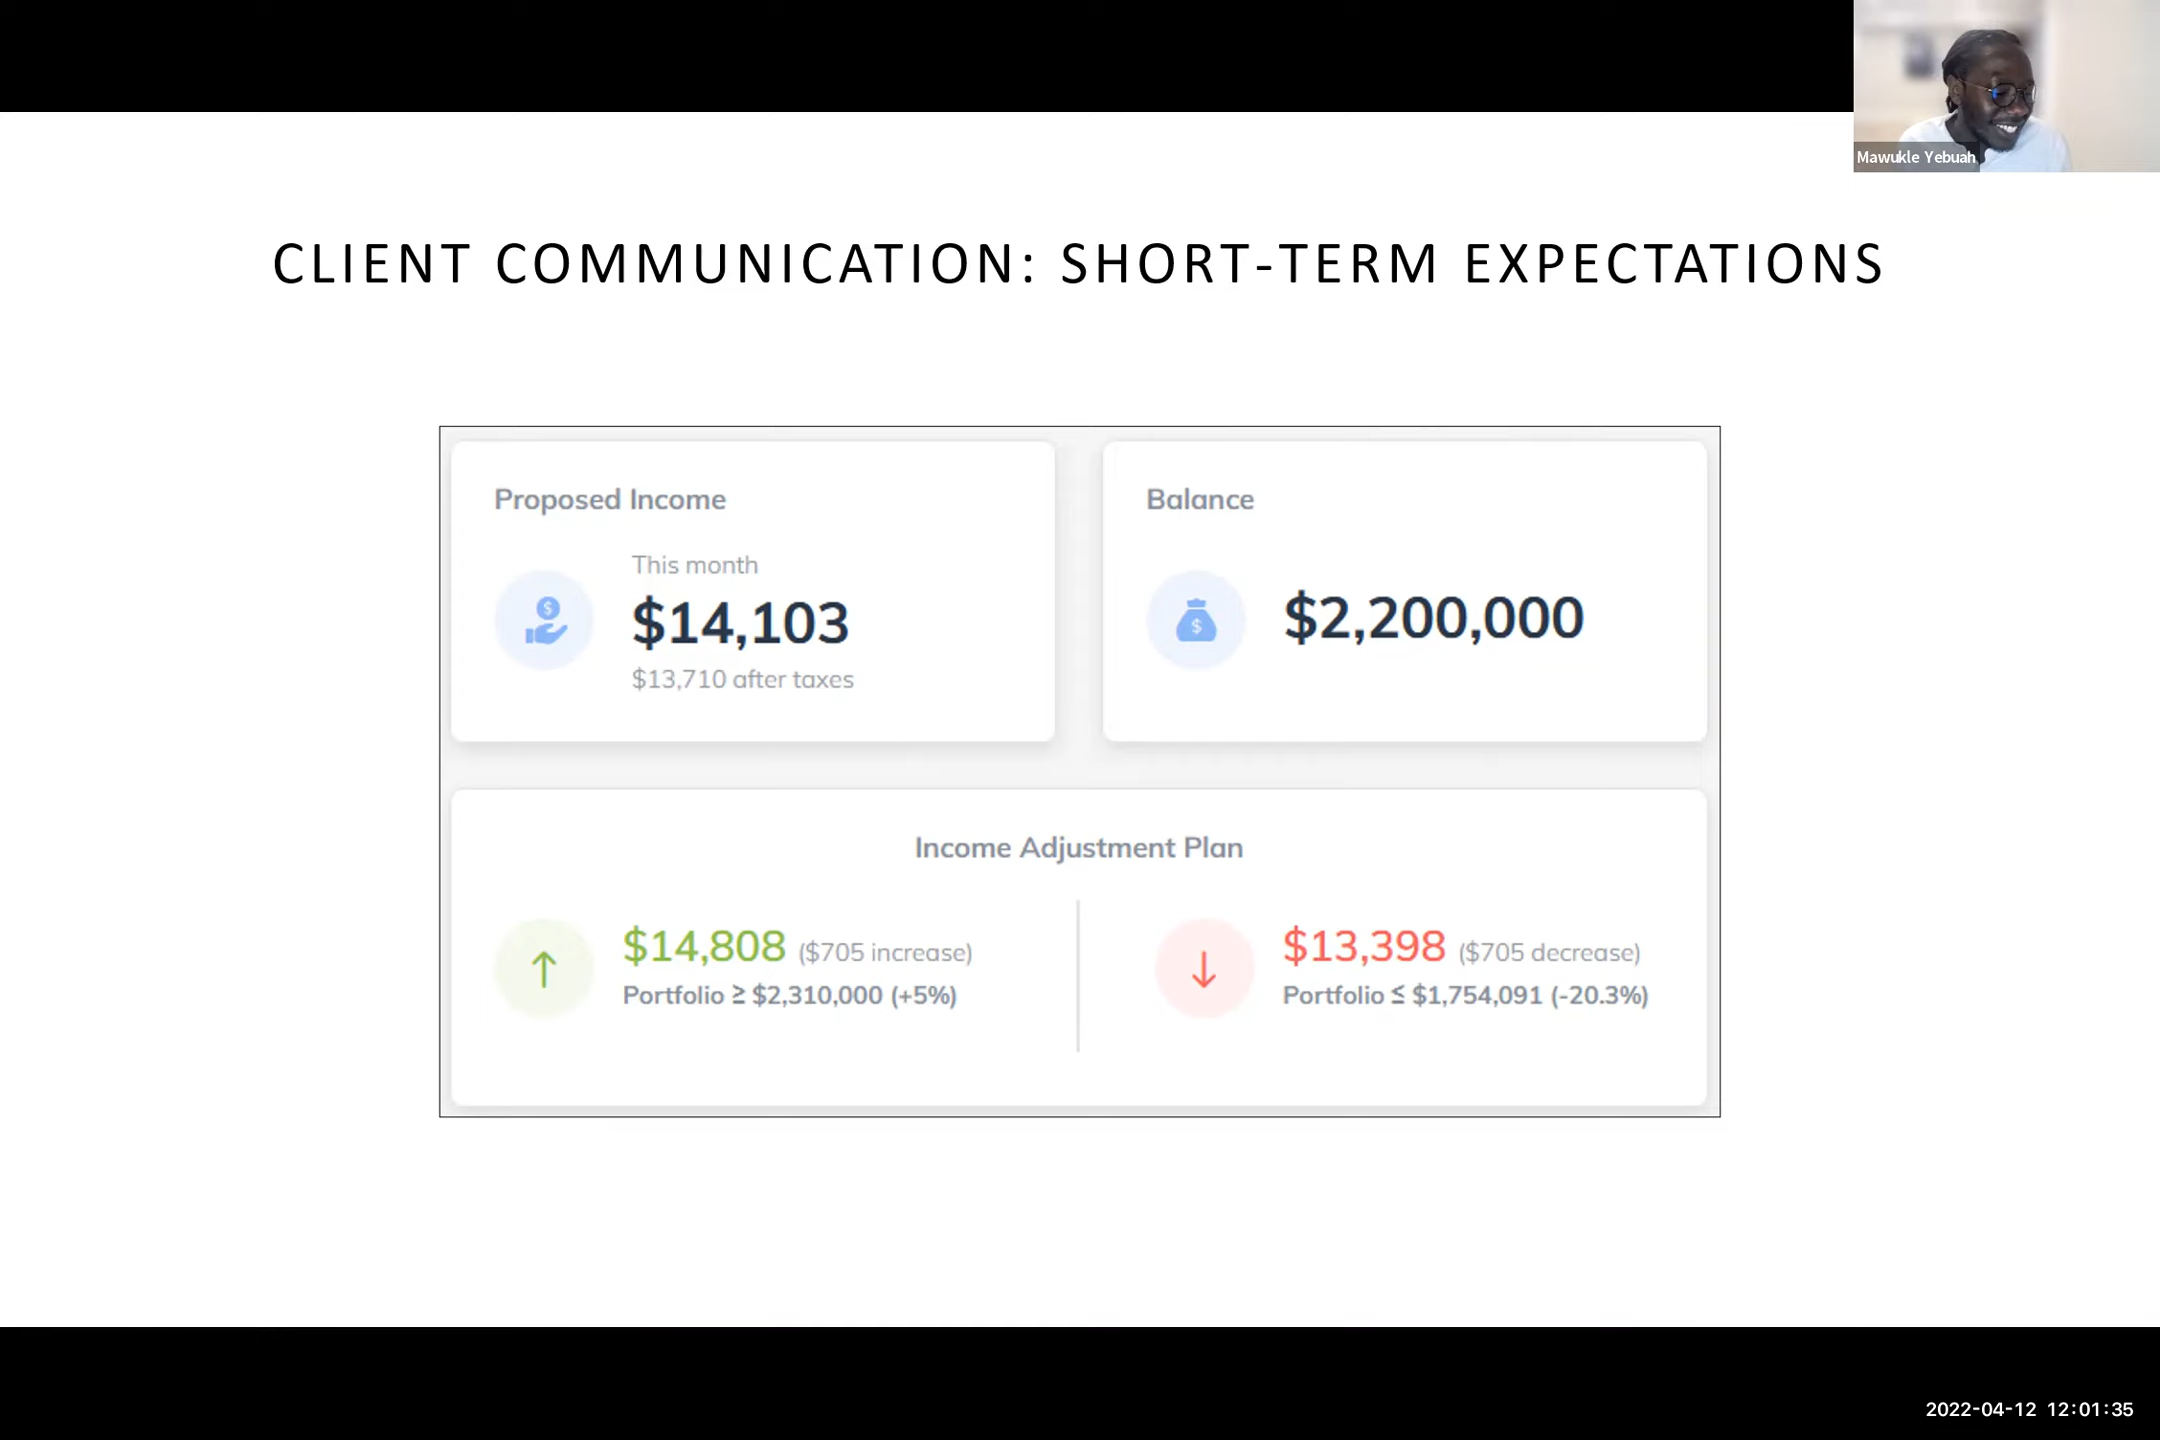 Mawukle Yebuah
CLIENT COMMUNICATION: SHORT-TERM EXPECTATIONS
Proposed Income
This month
$
$14,103
$13,710 after taxes
Balance
$
$2,200,000
Income Adjustment Plan
$14,808 ($705 increase)
Portfolio ≥ $2,310,000 (+5%)
$13,398 ($705 decrease)
Portfolio ≤ $1,754,091 (-20.3%)
2022-04-12 12:01:35